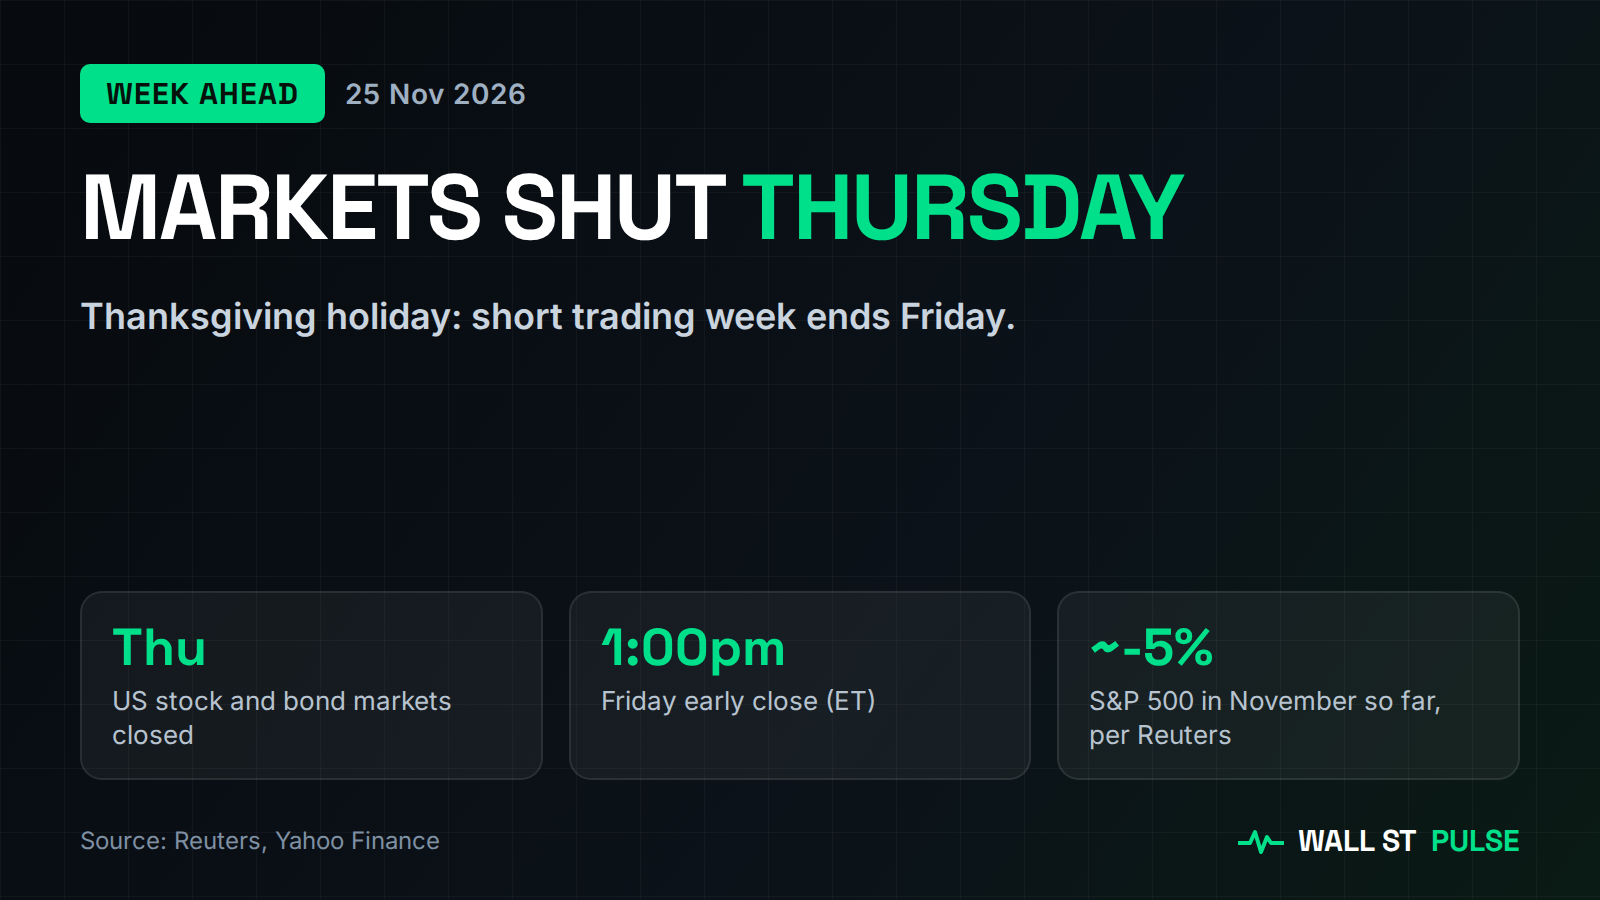 WEEK AHEAD 25 Nov 2026
MARKETS SHUT THURSDAY
Thanksgiving holiday: short trading week ends Friday.
Thu
US stock and bond markets
closed
1:00pm
Friday early close (ET)
~-5%
S&P 500 in November so far,
per Reuters
Source: Reuters, Yahoo Finance
WALL ST PULSE